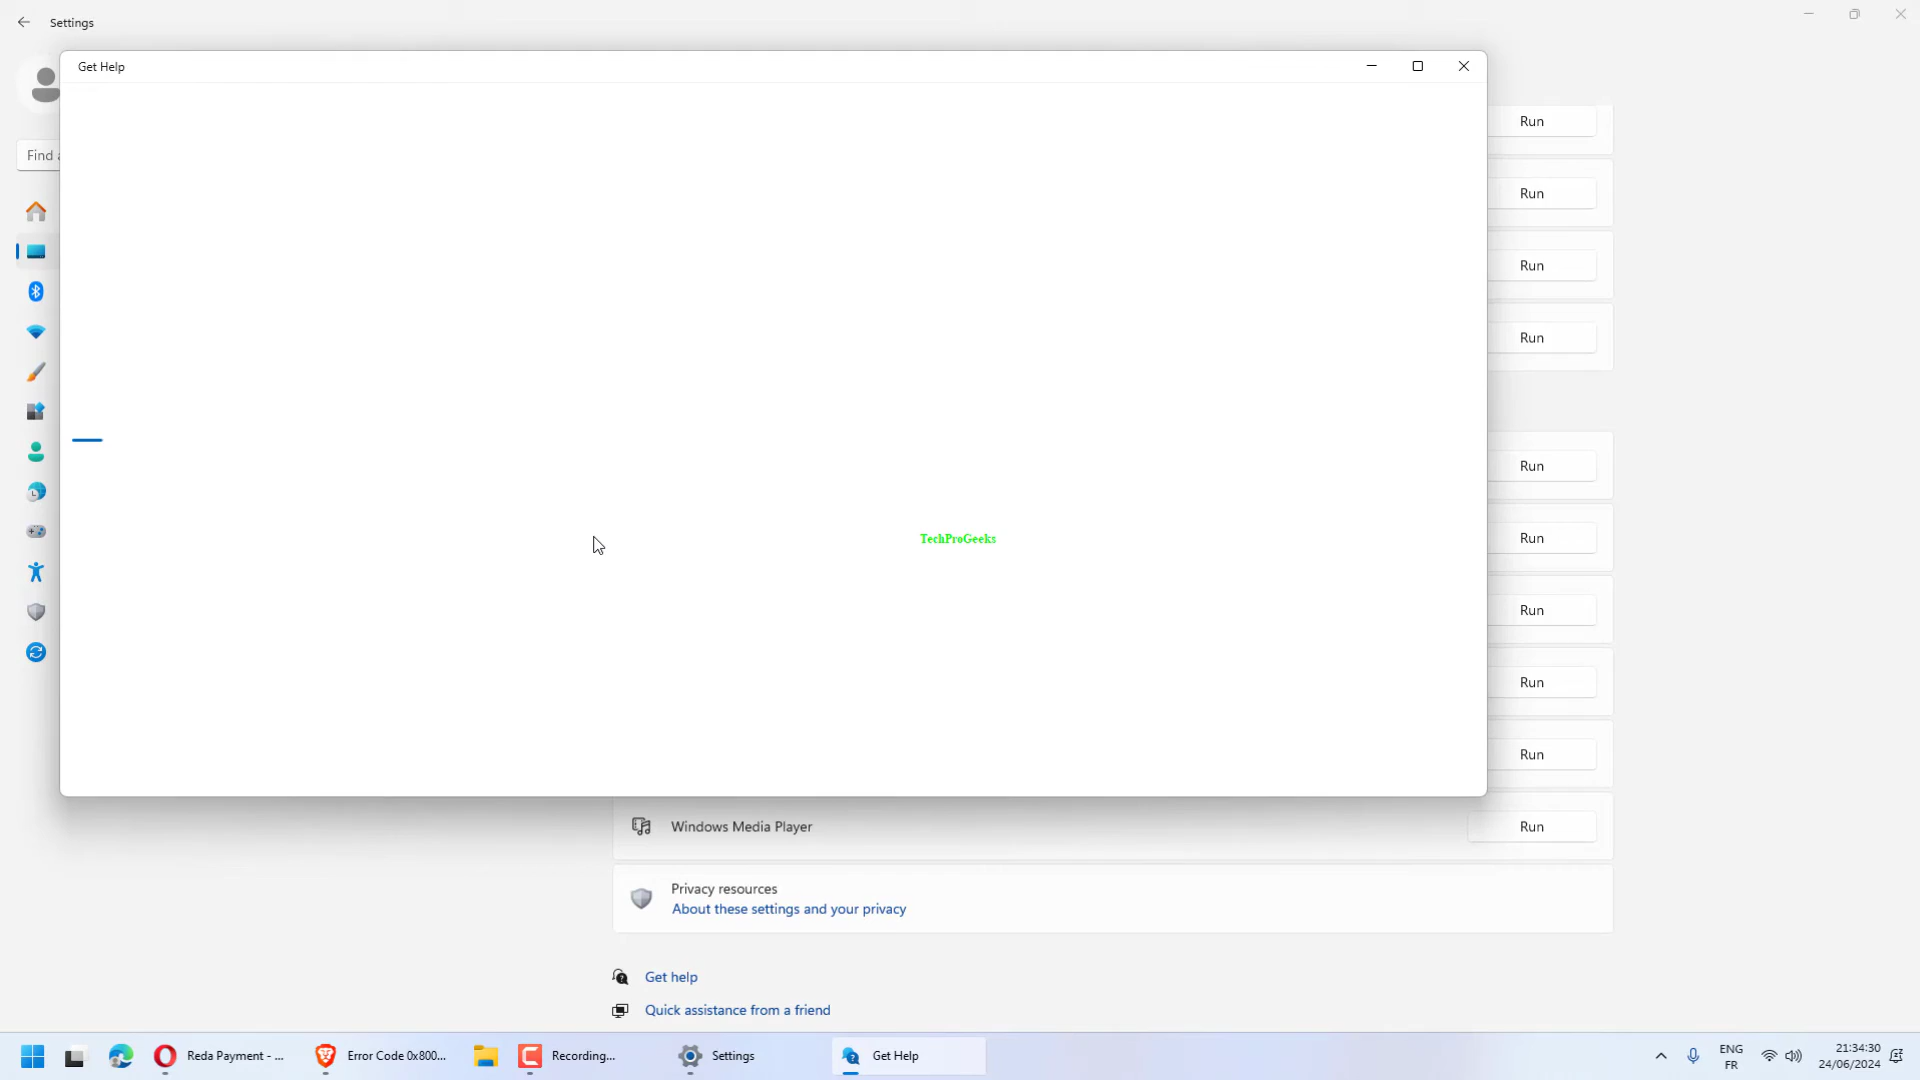 Settings
Get Help
Find a
Run
Run
Run
Run
Run
Run
TechProGeeks
Run
Run
Run
Windows Media Player
Run
Privacy resources
About these settings and your privacy
Get help
Quick assistance from a friend
Reda Payment - ...
Error Code 0x800...
Recording...
Settings
Get Help
ENG
FR
21:34:30
24/06/2024